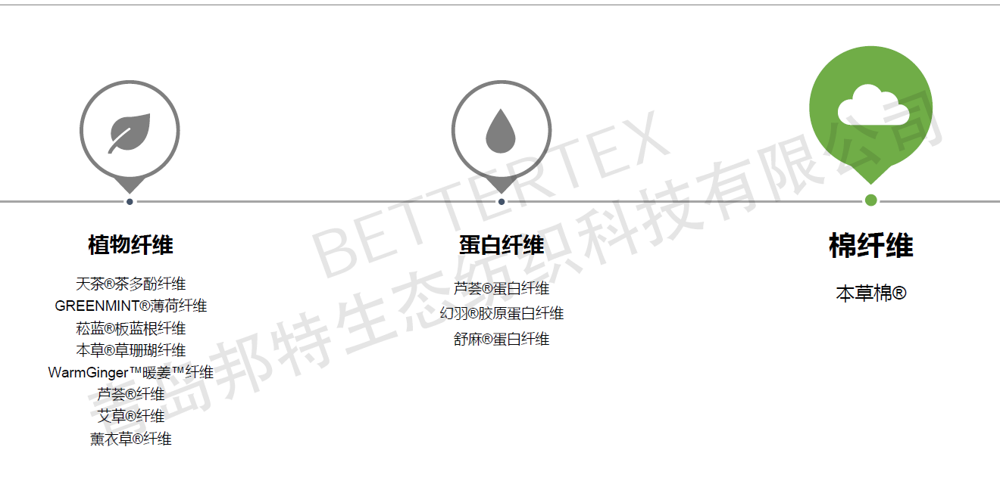 植物纤维
天茶®茶多酚纤维
GREENMINT®薄荷纤维
菘蓝®板蓝根纤维
本草®草珊瑚纤维
WarmGinger™暖姜™纤维
芦荟®纤维
艾草®纤维
薰衣草®纤维
蛋白纤维
芦荟®蛋白纤维
幻羽®胶原蛋白纤维
舒麻®蛋白纤维
棉纤维
本草棉®
BETTERTEX
青岛邦特生态纺织科技有限公司